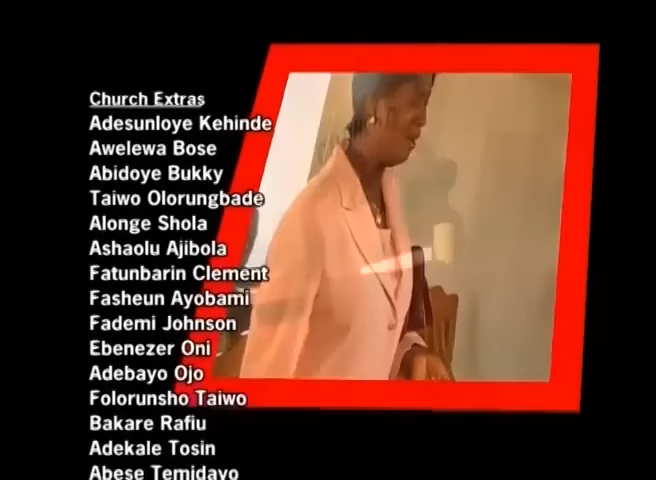 Church Extras
Adesunloye Kehinde
Awelewa Bose
Abidoye Bukky
Taiwo Olorungbade
Alonge Shola
Ashaolu Ajibola
Fatunbarin Clement
Fasheun Ayobami
Fademi Johnson
Ebenezer Oni
Adebayo Ojo
Folorunsho Taiwo
Bakare Rafiu
Adekale Tosin
Abese Temidayo